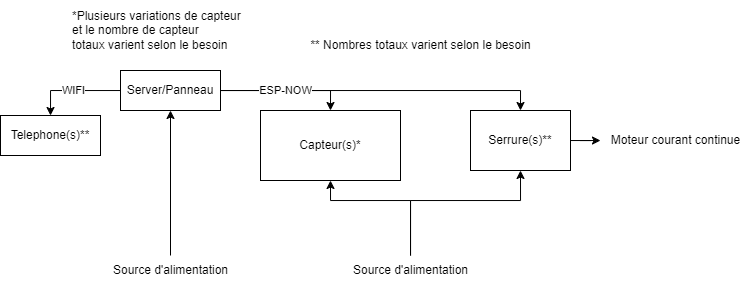 *Plusieurs variations de capteur
et le nombre de capteur
totaux varient selon le besoin
** Nombres totaux varient selon le besoin
WIFI
Server/Panneau
ESP-NOW
Telephone(s)**
Capteur(s)*
Serrure(s)**
Moteur courant continue
Source d'alimentation
Source d'alimentation